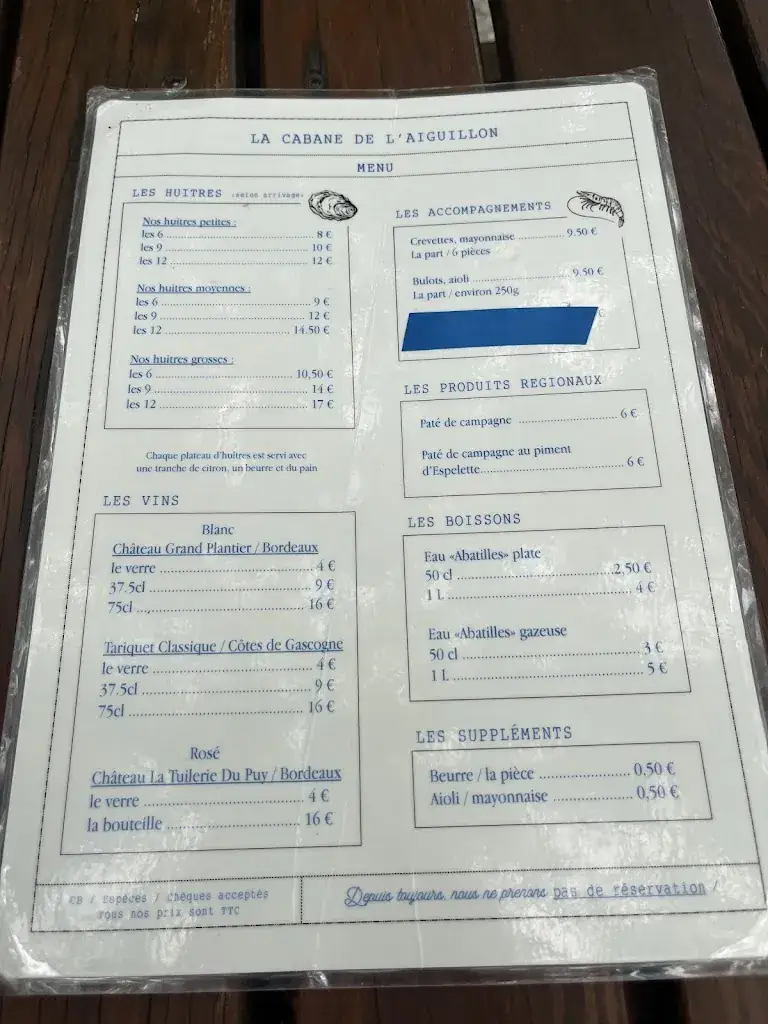 LA CABANE DE L'AIGUILLON
MENU
LES HUITRES «selon arrivage»
Nos huîtres petites :
les 6 8 €
les 9 10 €
les 12 12 €
Nos huîtres moyennes :
les 6 9 €
les 9 12 €
les 12 14.50 €
Nos huîtres grosses :
les 6 10,50 €
les 9 14 €
les 12 17 €
Chaque plateau d'huîtres est servi avec
une tranche de citron, un beurre et du pain
LES VINS
Blanc
Château Grand Plantier / Bordeaux
le verre 4 €
37.5cl 9 €
75cl 16 €
Tariquet Classique / Côtes de Gascogne
le verre 4 €
37.5cl 9 €
75cl 16 €
Rosé
Château La Tuilerie Du Puy / Bordeaux
le verre 4 €
la bouteille 16 €
LES ACCOMPAGNEMENTS
Crevettes, mayonnaise 9.50 €
La part / 6 pièces
Bulots, aïoli 9.50 €
La part / environ 250g
€
LES PRODUITS REGIONAUX
Paté de campagne 6 €
Paté de campagne au piment
d'Espelette 6 €
LES BOISSONS
Eau «Abatilles» plate
50 cl 2,50 €
1 L 4 €
Eau «Abatilles» gazeuse
50 cl 3 €
1 L 5 €
LES SUPPLÉMENTS
Beurre / la pièce 0,50 €
Aïoli / mayonnaise 0,50 €
CB / Espèces / Chèques acceptés
Tous nos prix sont TTC
Depuis toujours, nous ne prenons pas de réservation !